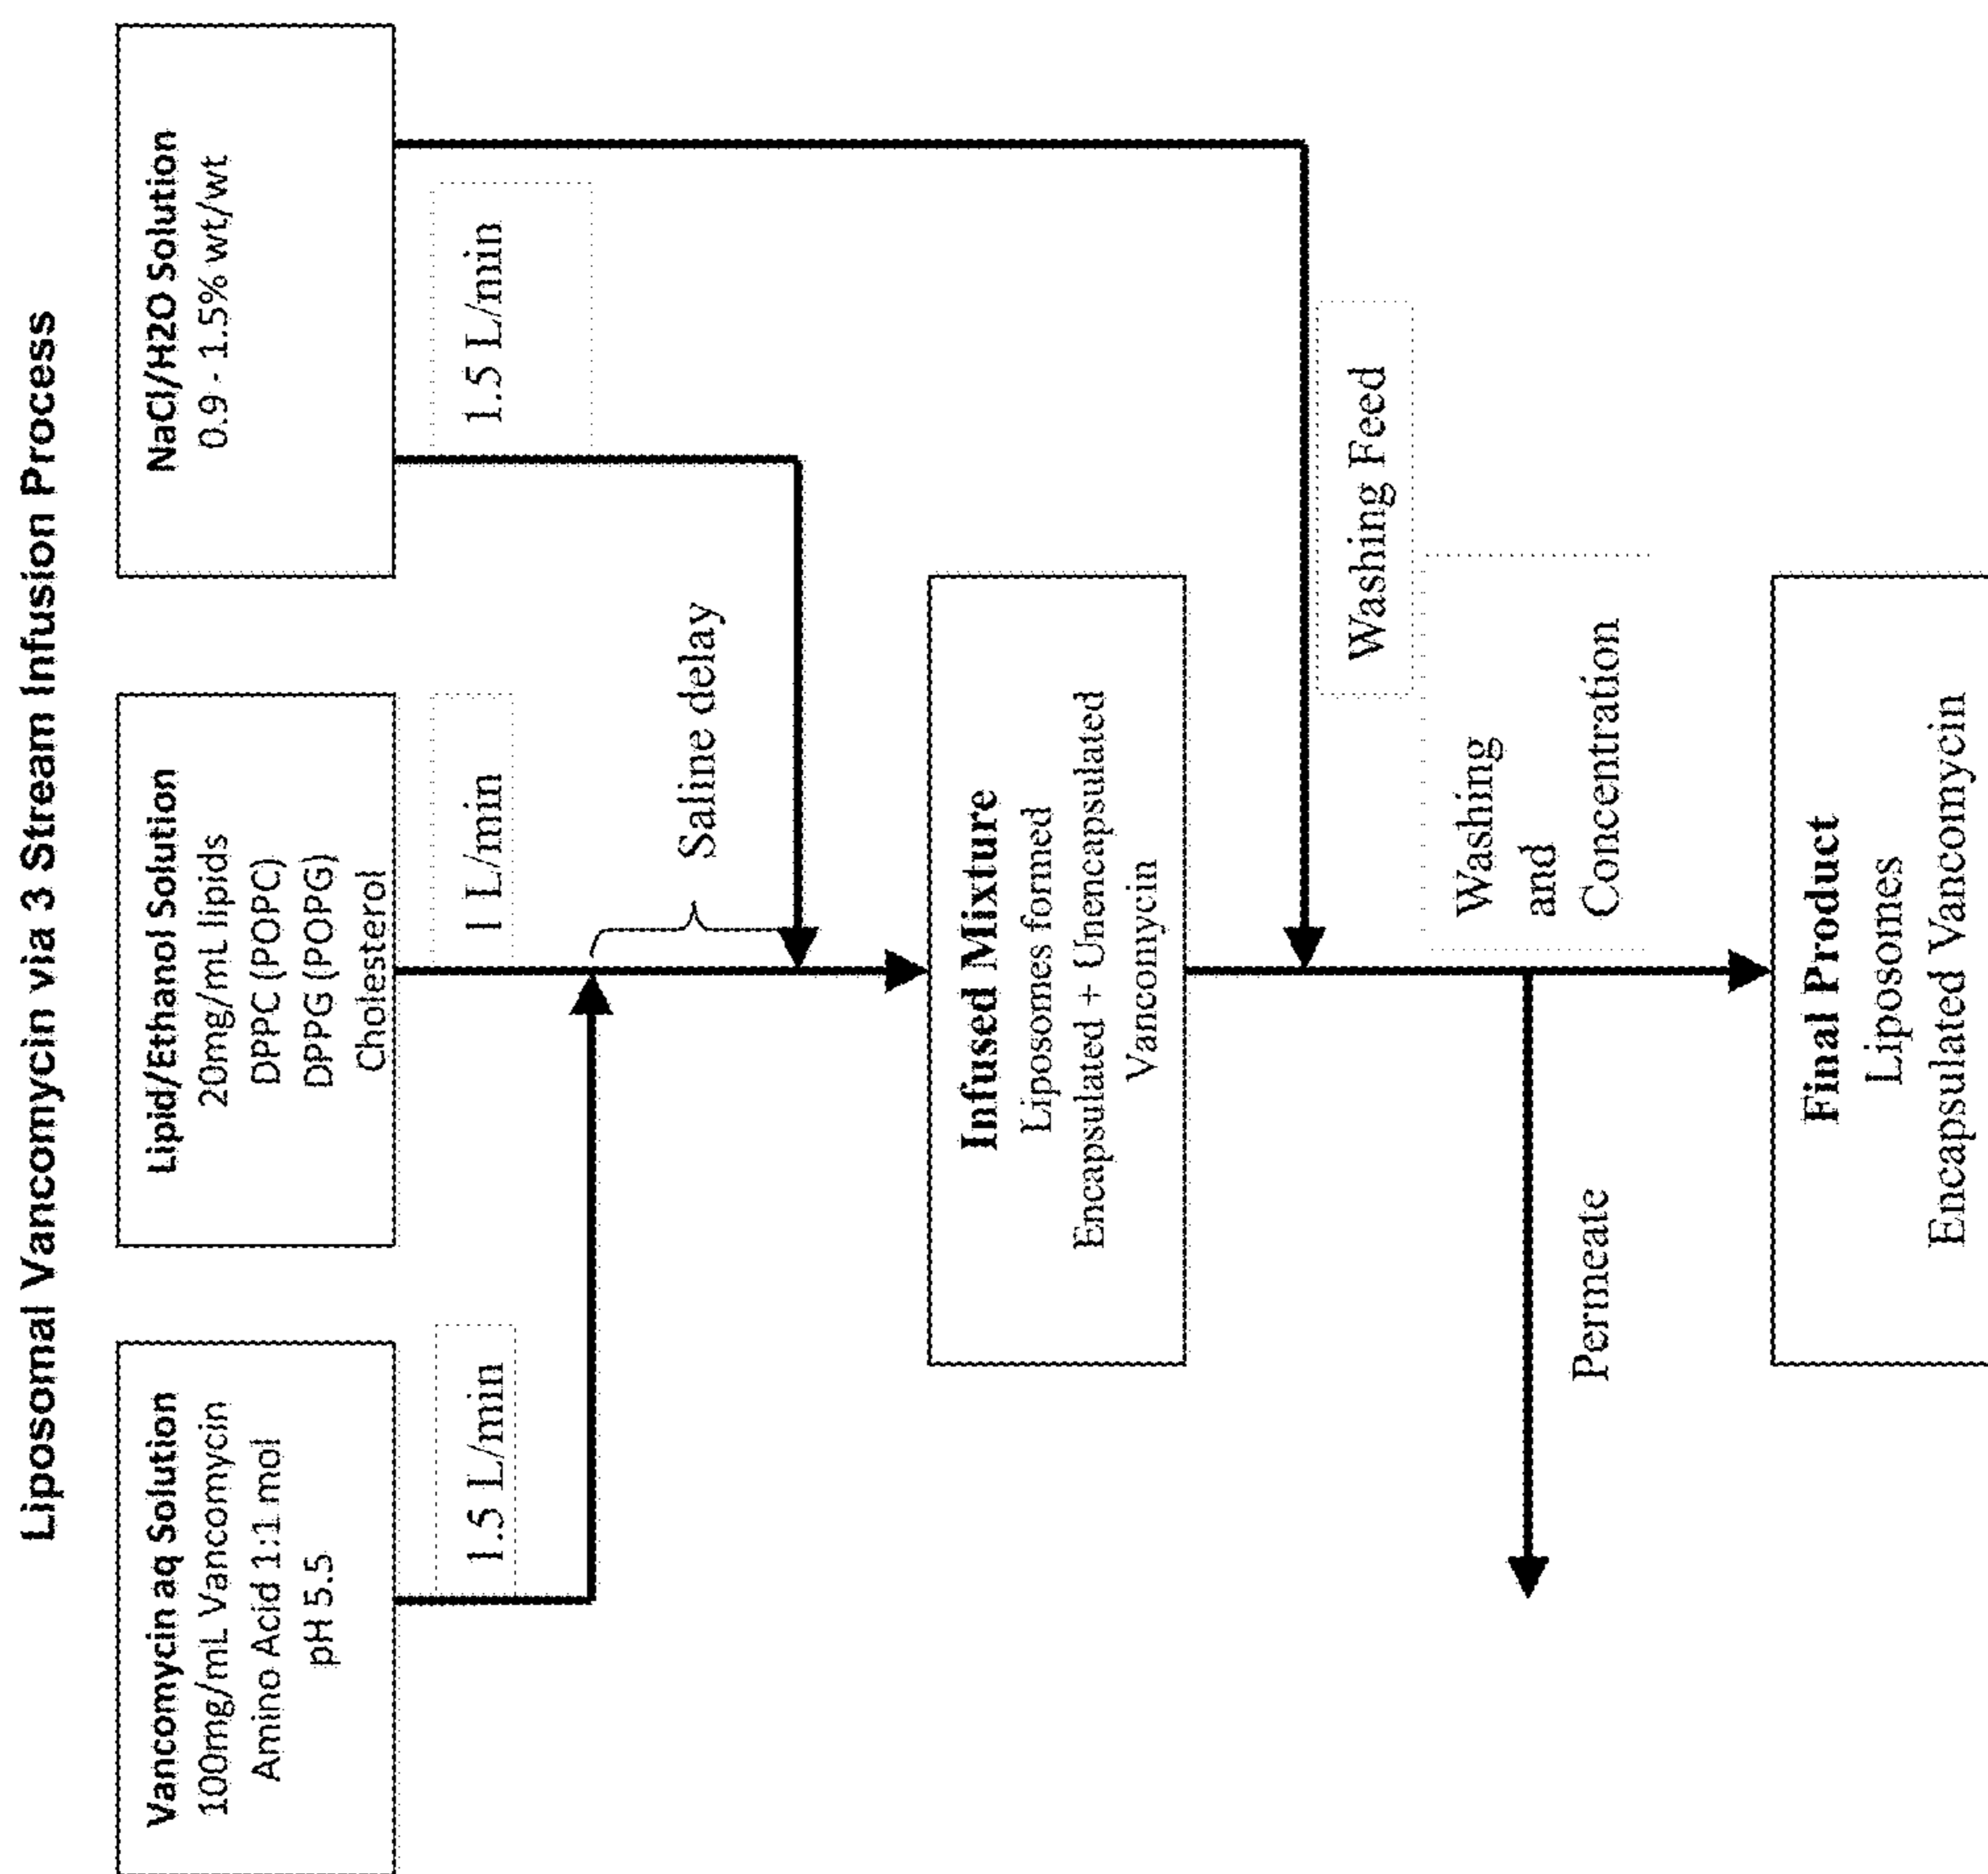 Liposomal Vancomycin via 3 Stream Infusion Process
Vancomycin aq Solution
100mg/mL Vancomycin
Amino Acid 1:1 mol
pH 5.5
Lipid/Ethanol Solution
20mg/mL lipids
DPPC (POPC)
DPPG (POPG)
Cholesterol
NaCl/H2O Solution
0.9 - 1.5% wt/wt
1.5 L/min
1 L/min
1.5 L/min
Saline delay
Infused Mixture
Liposomes formed
Encapsulated + Unencapsulated
Vancomycin
Washing Feed
Washing
and
Concentration
Permeate
Final Product
Liposomes
Encapsulated Vancomycin